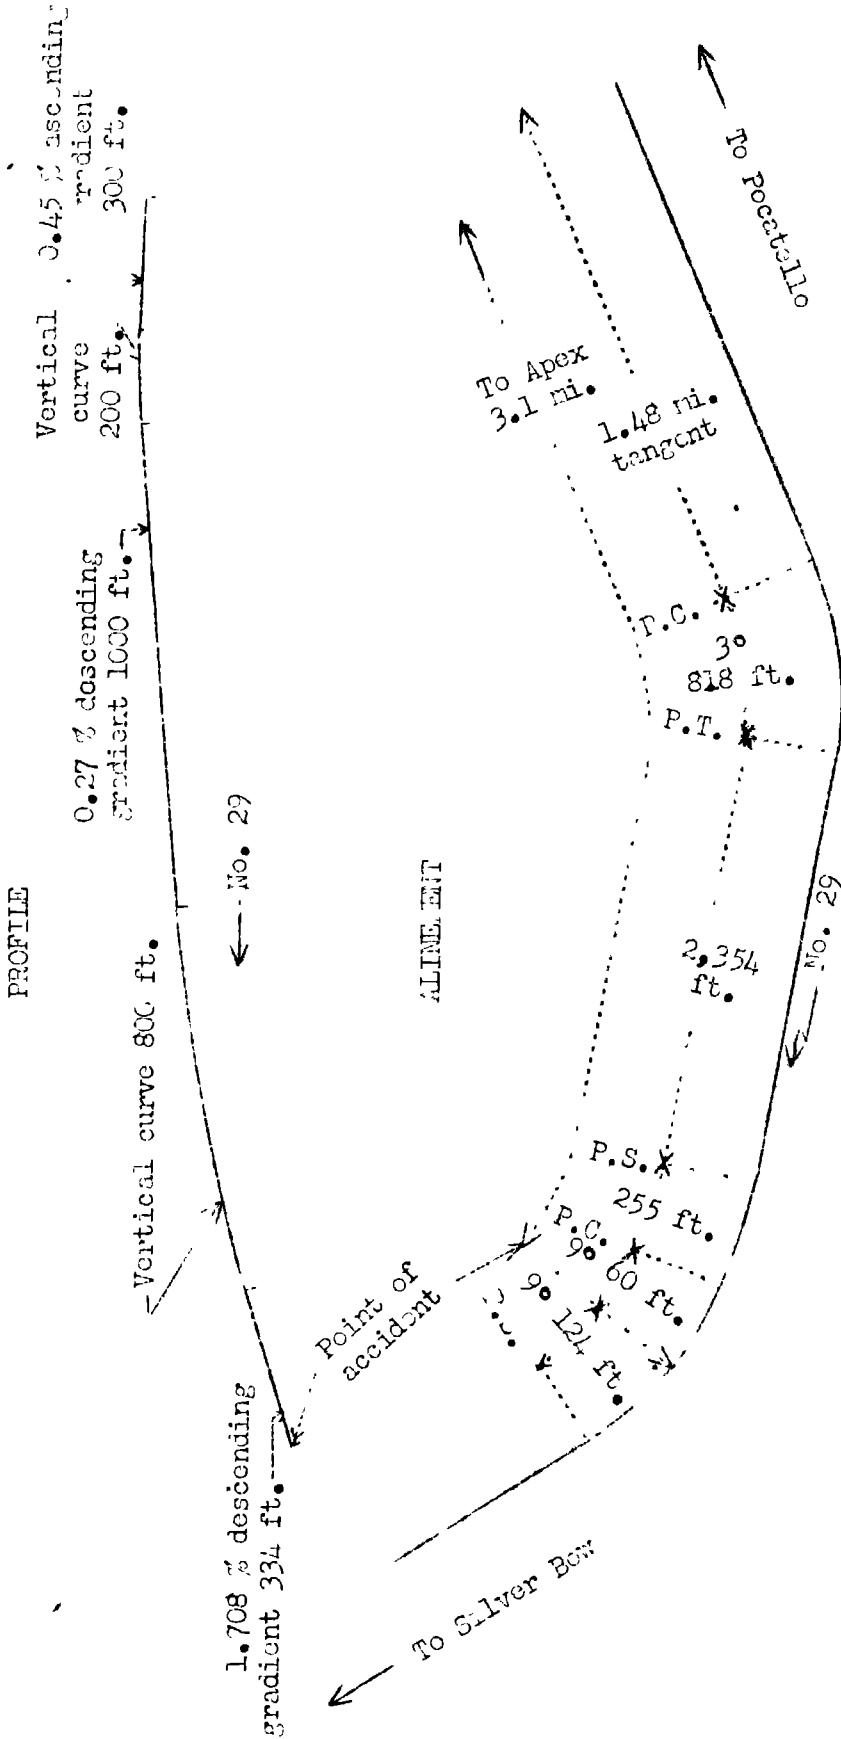 PROFILE
1.708 % descending
gradient 334 ft.
Vertical curve 800 ft.
0.27 % descending
gradient 1000 ft.
Vertical
curve
200 ft.
0.45 % ascending
gradient
300 ft.
No. 29
Point of
accident
ALINEMENT
To Silver Bow
P.C.
9°
124 ft.
9°
60 ft.
P.S.
255 ft.
2,354
ft.
No. 29
P.T.
3°
818 ft.
P.C.
1.48 mi.
tangent
To Apex
3.1 mi.
To Pocatello